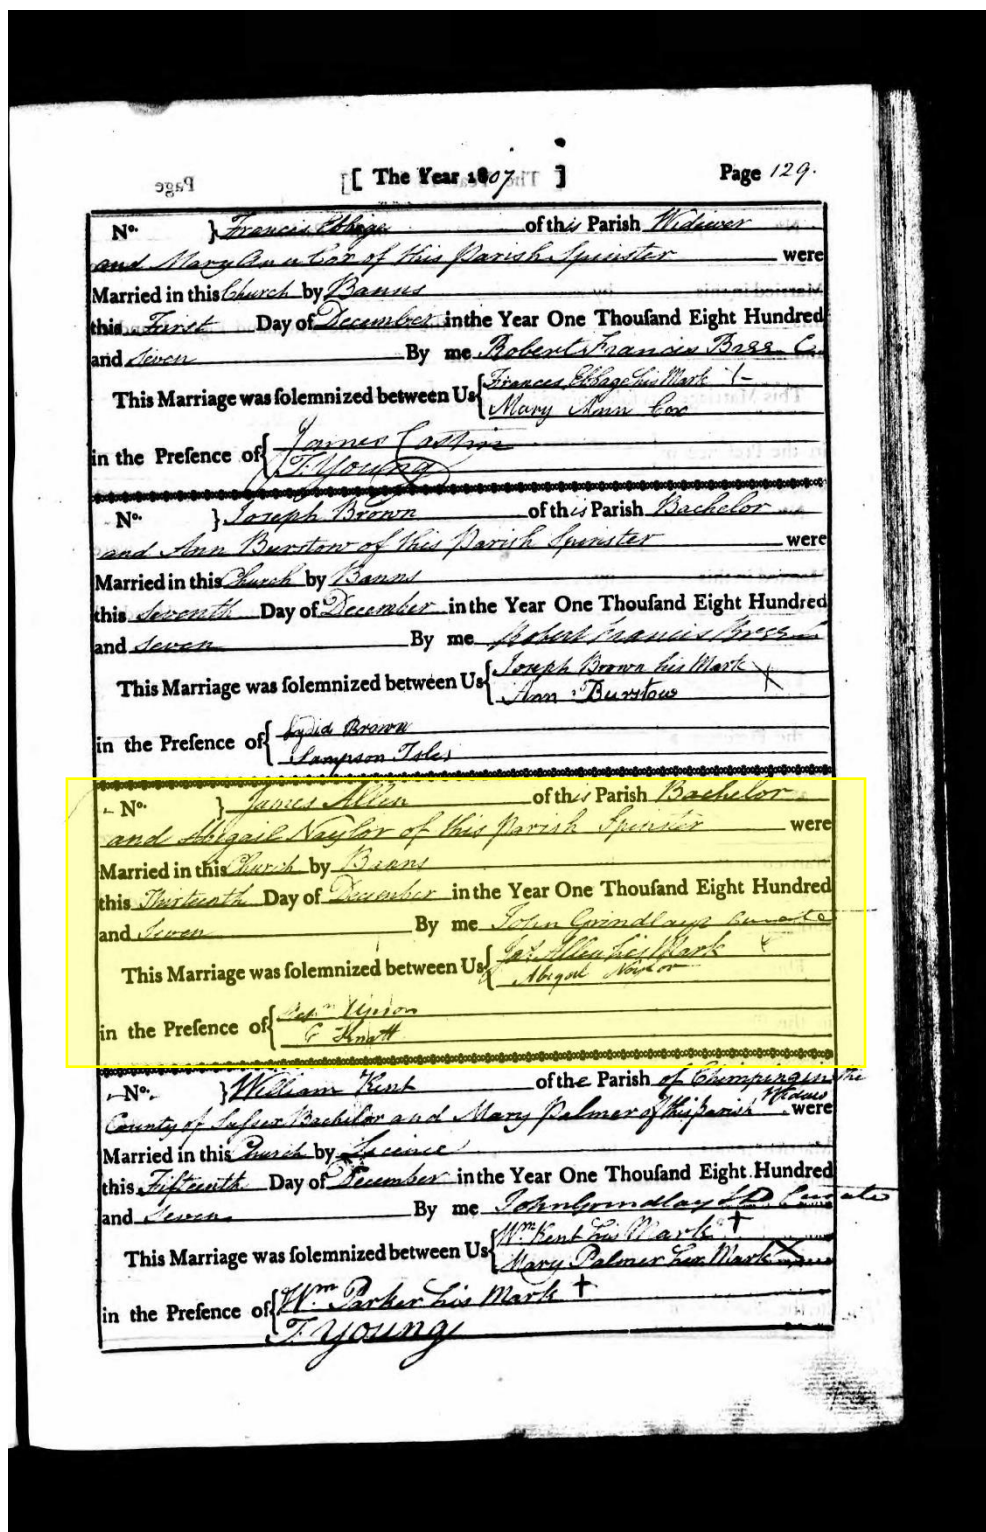 [ The Year 1807 ] Page 129.
No. } Francis Ebbage of this Parish Widower
and Mary Ann Cox of this Parish Spinster were
Married in this Church by Banns
this First Day of December in the Year One Thouſand Eight Hundred
and Seven By me Robert Francis Bree C.
This Marriage was ſolemnized between Us { Frances Ebbage his Mark
Mary Ann Cox
in the Preſence of { James
T. Young
No. } Joseph Brown of this Parish Bachelor
and Ann Burstow of this Parish Spinster were
Married in this Church by Banns
this Seventh Day of December in the Year One Thouſand Eight Hundred
and Seven By me Robert Francis Bree
This Marriage was ſolemnized between Us { Joseph Brown his Mark X
Ann Burstow
in the Preſence of { Lydia Brown
Sampson Isles
No. } James Allen of this Parish Bachelor
and Abigail Naylor of this Parish Spinster were
Married in this Church by Banns
this Thirteenth Day of December in the Year One Thouſand Eight Hundred
and Seven By me John Grindlay Curate
This Marriage was ſolemnized between Us { Jas. Allen his Mark X
Abigail Naylor
in the Preſence of { Upson
Knott
No. } William Kent of the Parish of Chimping in the
County of Sussex Bachelor and Mary Palmer of this parish Widow were
Married in this Church by Licence
this Fifteenth Day of December in the Year One Thouſand Eight Hundred
and Seven By me John Grindlay LLD Curate
This Marriage was ſolemnized between Us { Wm. Kent his Mark †
Mary Palmer her Mark X
in the Preſence of { Wm. Parker his Mark †
T. Young